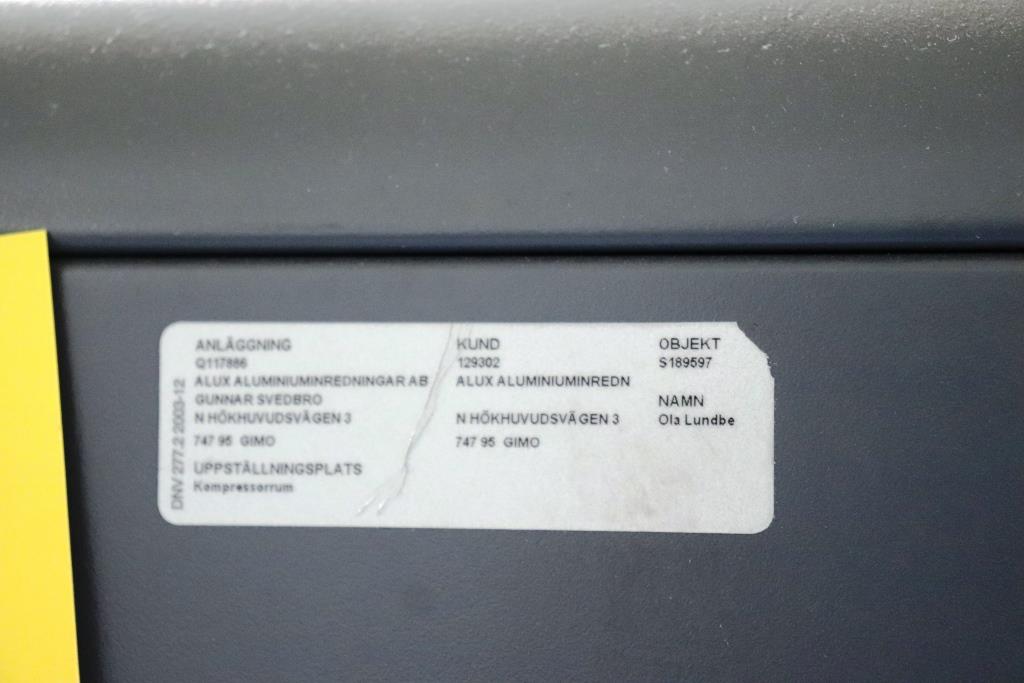 ANLÄGGNING
Q117886
ALUX ALUMINIUMINREDNINGAR AB
GUNNAR SVEDBRO
N HÖKHUVUDSVÄGEN 3
747 95 GIMO
UPPSTÄLLNINGSPLATS
Kompressorrum
KUND
129302
ALUX ALUMINIUMINREDN
N HÖKHUVUDSVÄGEN 3
747 95 GIMO
OBJEKT
S189597
NAMN
Ola Lundbe
DNV 277.2 2003-12